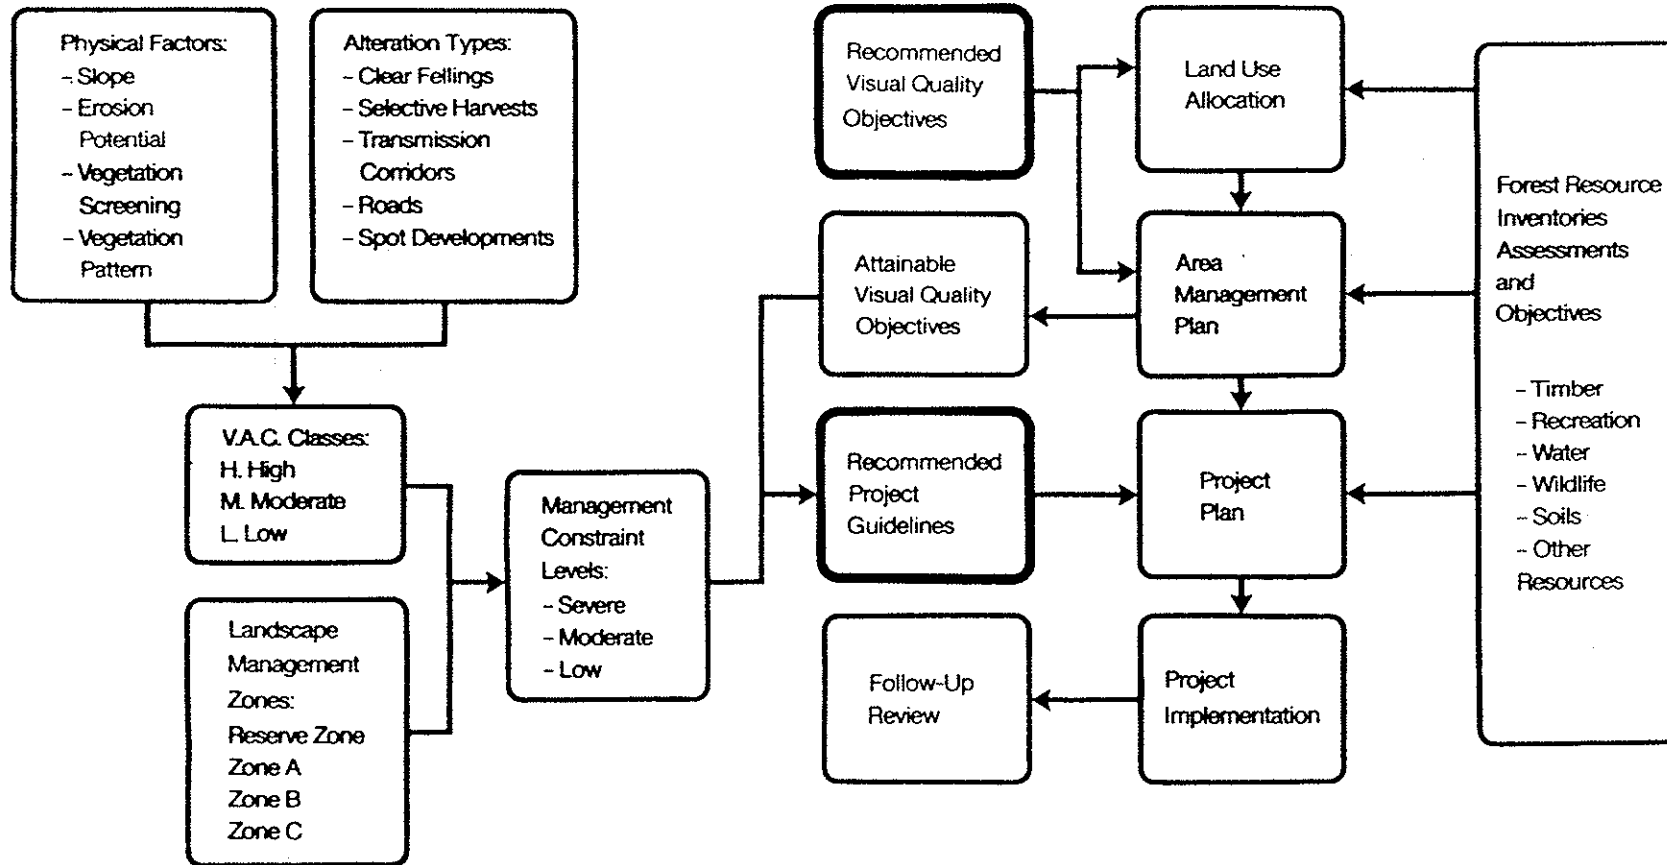 Physical Factors:
- Slope
- Erosion
Potential
- Vegetation
Screening
- Vegetation
Pattern
Alteration Types:
- Clear Fellings
- Selective Harvests
- Transmission
Corridors
- Roads
- Spot Developments
V.A.C. Classes:
H. High
M. Moderate
L. Low
Landscape
Management
Zones:
Reserve Zone
Zone A
Zone B
Zone C
Management
Constraint
Levels:
- Severe
- Moderate
- Low
Recommended
Visual Quality
Objectives
Attainable
Visual Quality
Objectives
Recommended
Project
Guidelines
Follow-Up
Review
Land Use
Allocation
Area
Management
Plan
Project
Plan
Project
Implementation
Forest Resource
Inventories
Assessments
and
Objectives
- Timber
- Recreation
- Water
- Wildlife
- Soils
- Other
Resources